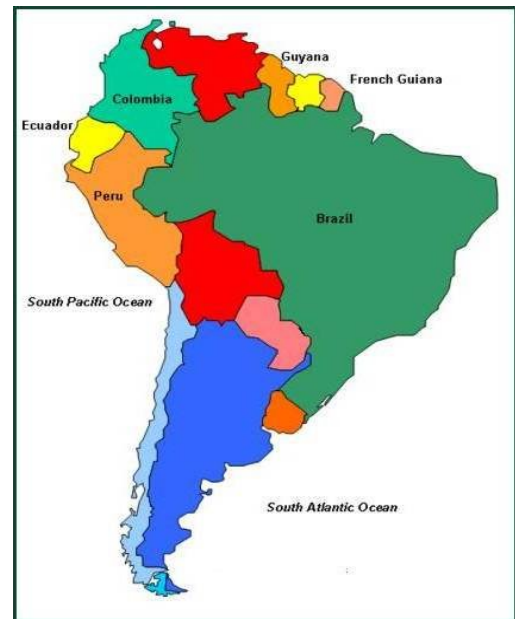 Guyana
French Guiana
Colombia
Ecuador
Peru
Brazil
South Pacific Ocean
South Atlantic Ocean